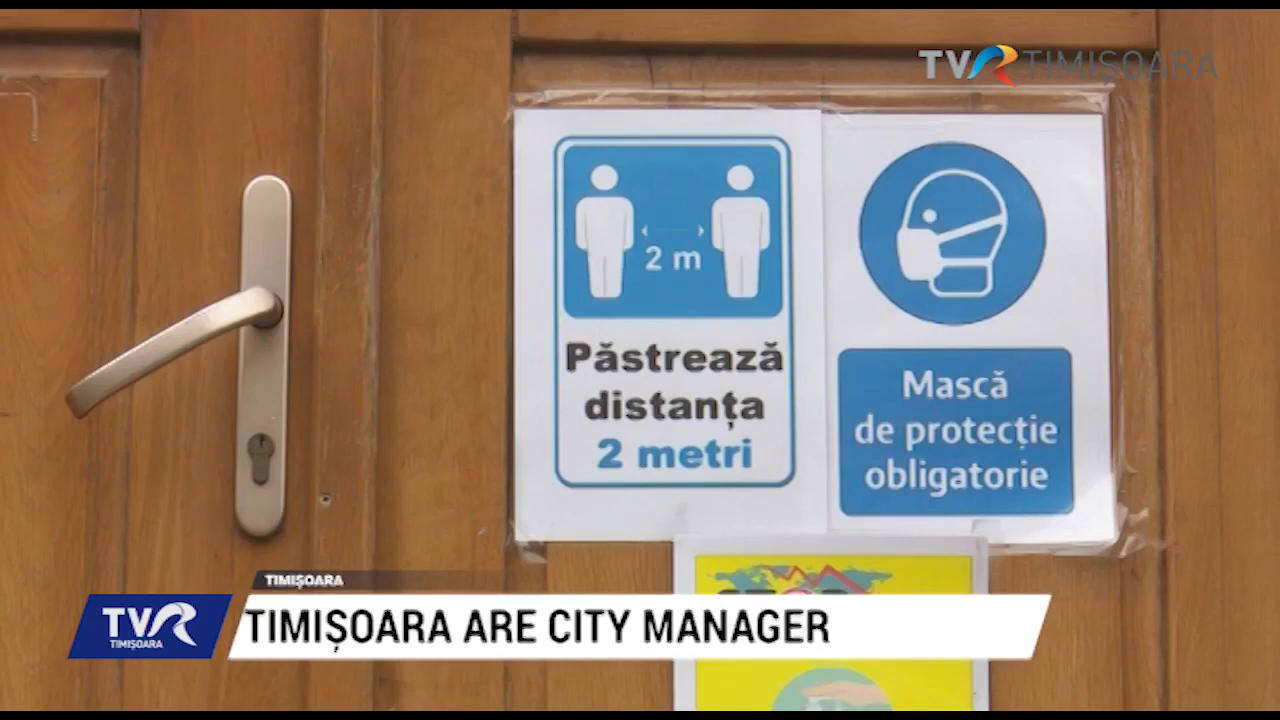 TVR TIMIȘOARA
2 m
Păstrează
distanța
2 metri
Mască
de protecție
obligatorie
TIMIȘOARA
TVR
TIMIȘOARA
TIMIȘOARA ARE CITY MANAGER